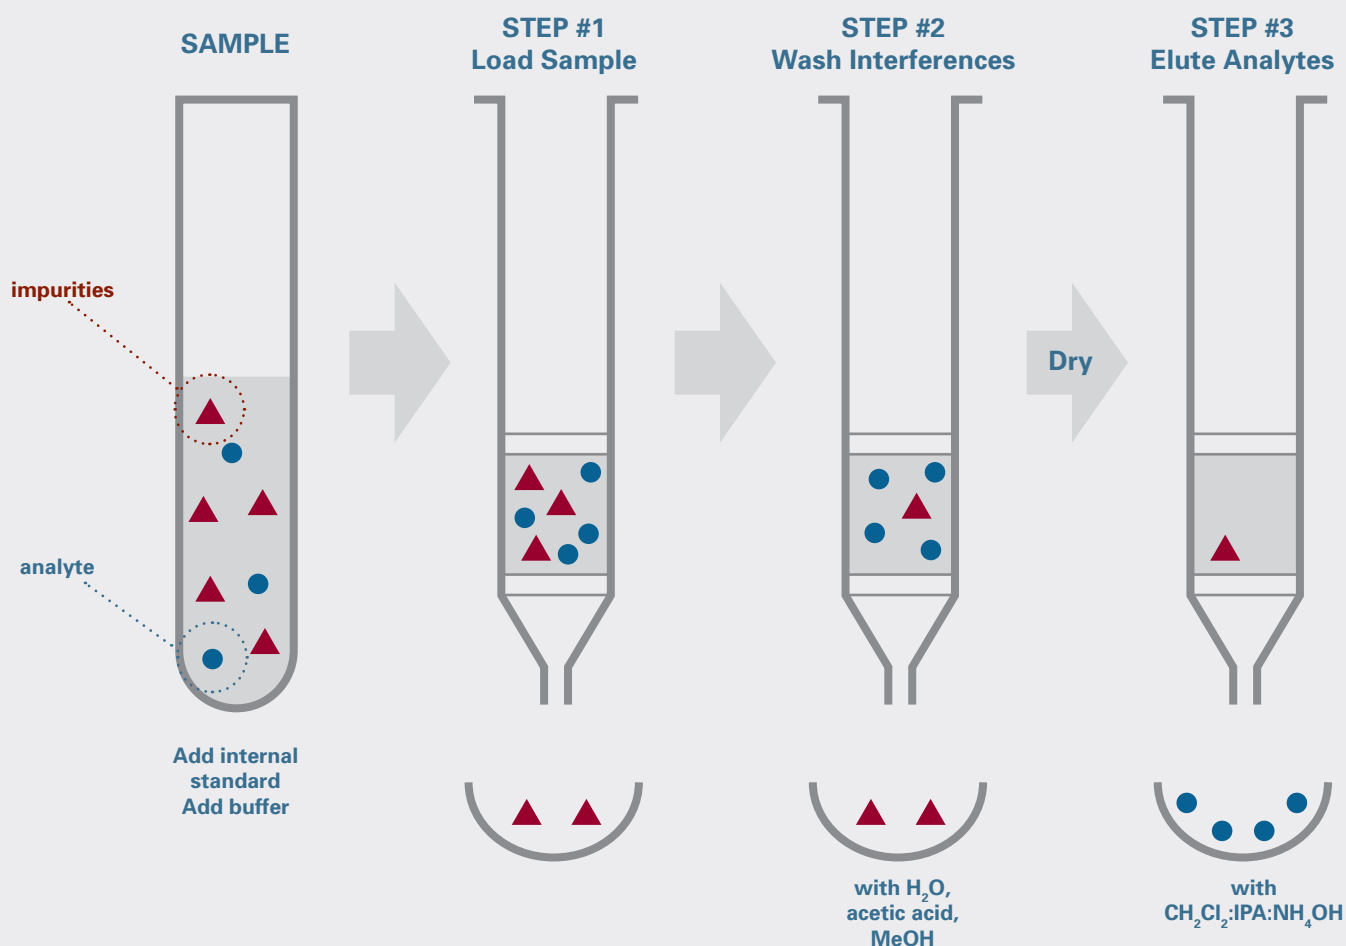 SAMPLE
STEP #1
Load Sample
STEP #2
Wash Interferences
STEP #3
Elute Analytes
impurities
Dry
analyte
Add internal
standard
Add buffer
with H₂O,
acetic acid,
MeOH
with
CH₂Cl₂:IPA:NH₄OH